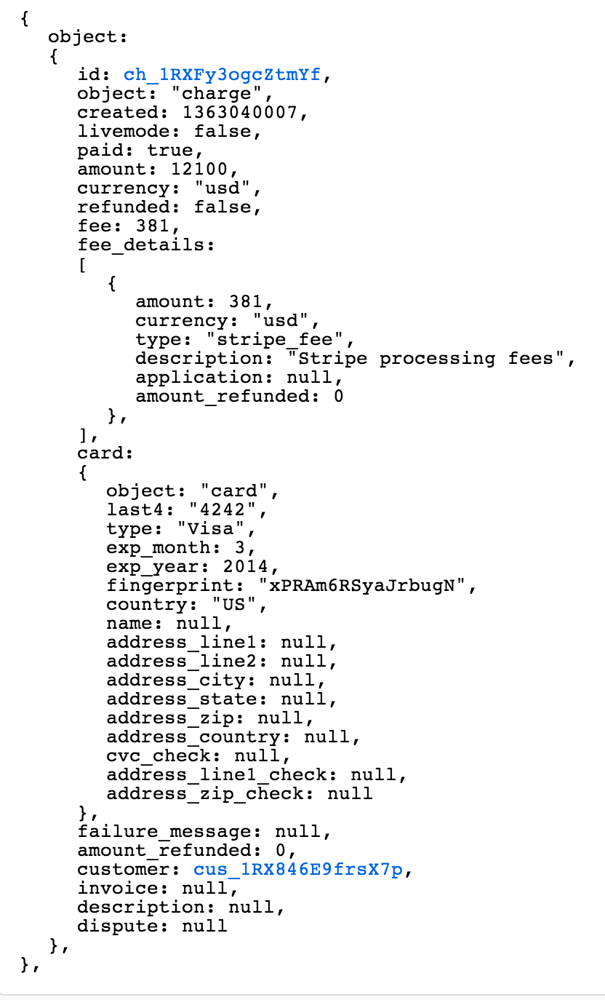 {
object:
{
id: ch_1RXFy3ogcZtmYf,
object: "charge",
created: 1363040007,
livemode: false,
paid: true,
amount: 12100,
currency: "usd",
refunded: false,
fee: 381,
fee_details:
[
{
amount: 381,
currency: "usd",
type: "stripe_fee",
description: "Stripe processing fees",
application: null,
amount_refunded: 0
},
],
card:
{
object: "card",
last4: "4242",
type: "Visa",
exp_month: 3,
exp_year: 2014,
fingerprint: "xPRAm6RSyaJrbugN",
country: "US",
name: null,
address_line1: null,
address_line2: null,
address_city: null,
address_state: null,
address_zip: null,
address_country: null,
cvc_check: null,
address_line1_check: null,
address_zip_check: null
},
failure_message: null,
amount_refunded: 0,
customer: cus_1RX846E9frsX7p,
invoice: null,
description: null,
dispute: null
},
},